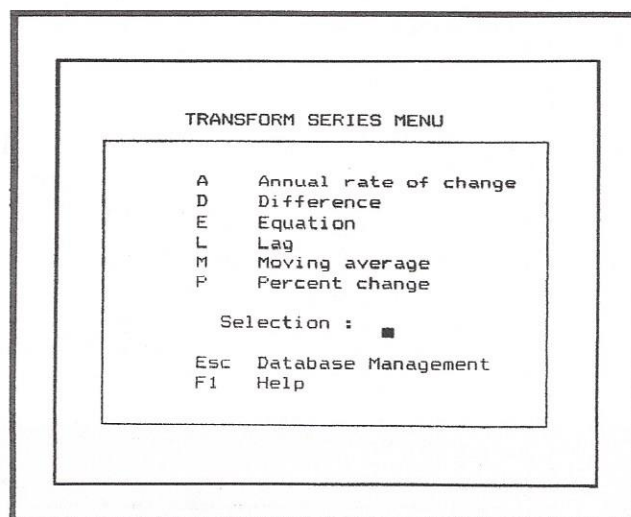 TRANSFORM SERIES MENU
A Annual rate of change
D Difference
E Equation
L Lag
M Moving average
P Percent change
Selection :
Esc Database Management
F1 Help